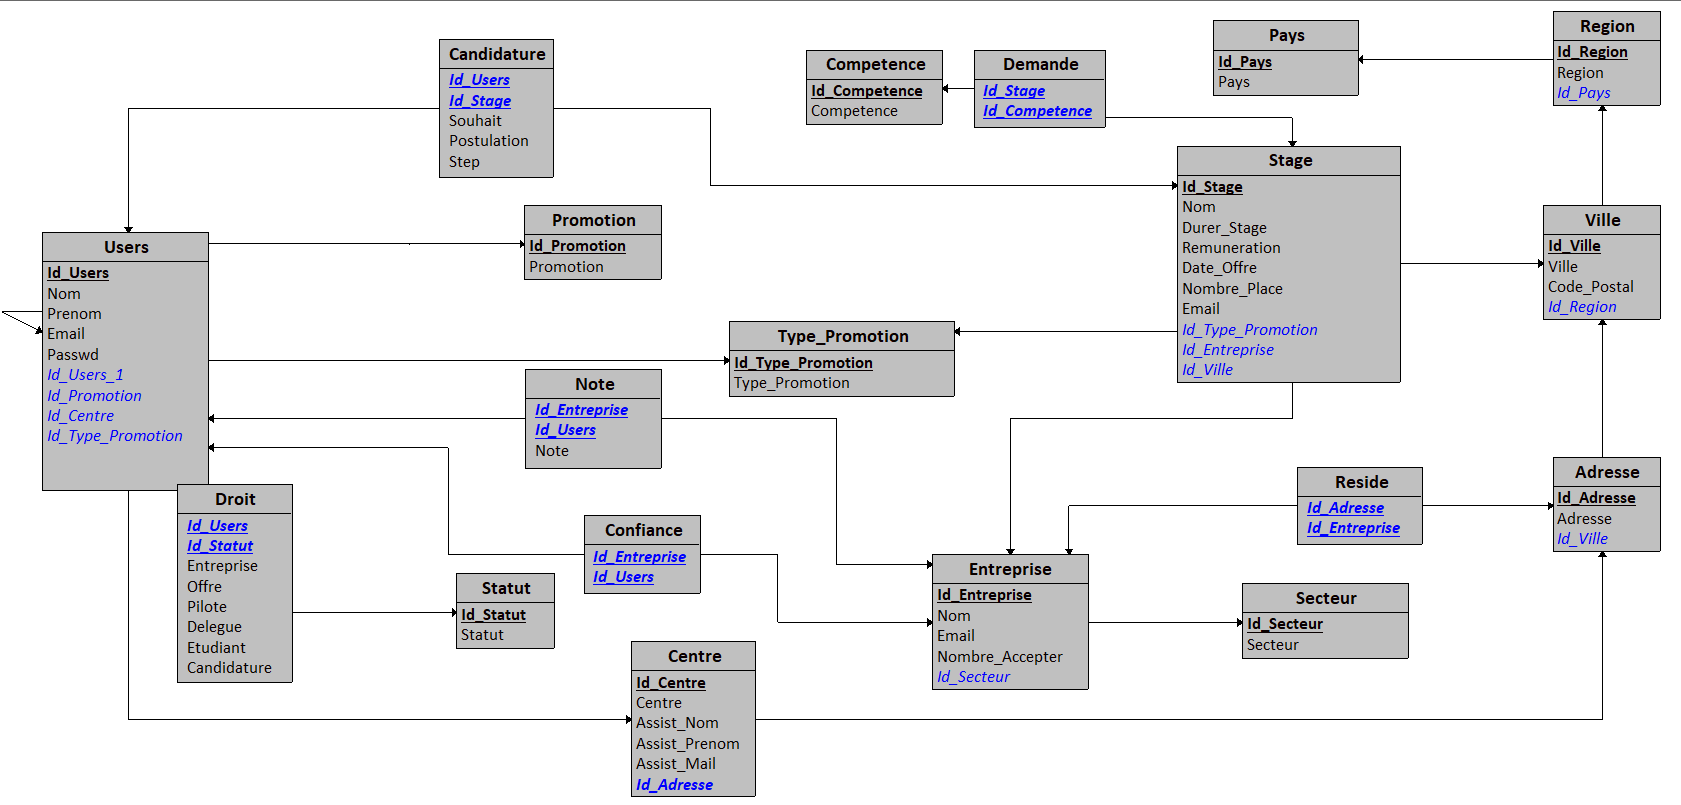 Candidature
Id_Users
Id_Stage
Souhait
Postulation
Step
Competence
Id_Competence
Competence
Demande
Id_Stage
Id_Competence
Pays
Id_Pays
Pays
Region
Id_Region
Region
Id_Pays
Users
Id_Users
Nom
Prenom
Email
Passwd
Id_Users_1
Id_Promotion
Id_Centre
Id_Type_Promotion
Promotion
Id_Promotion
Promotion
Stage
Id_Stage
Nom
Durer_Stage
Remuneration
Date_Offre
Nombre_Place
Email
Id_Type_Promotion
Id_Entreprise
Id_Ville
Ville
Id_Ville
Ville
Code_Postal
Id_Region
Type_Promotion
Id_Type_Promotion
Type_Promotion
Note
Id_Entreprise
Id_Users
Note
Droit
Id_Users
Id_Statut
Entreprise
Offre
Pilote
Delegue
Etudiant
Candidature
Confiance
Id_Entreprise
Id_Users
Statut
Id_Statut
Statut
Reside
Id_Adresse
Id_Entreprise
Adresse
Id_Adresse
Adresse
Id_Ville
Entreprise
Id_Entreprise
Nom
Email
Nombre_Accepter
Id_Secteur
Secteur
Id_Secteur
Secteur
Centre
Id_Centre
Centre
Assist_Nom
Assist_Prenom
Assist_Mail
Id_Adresse